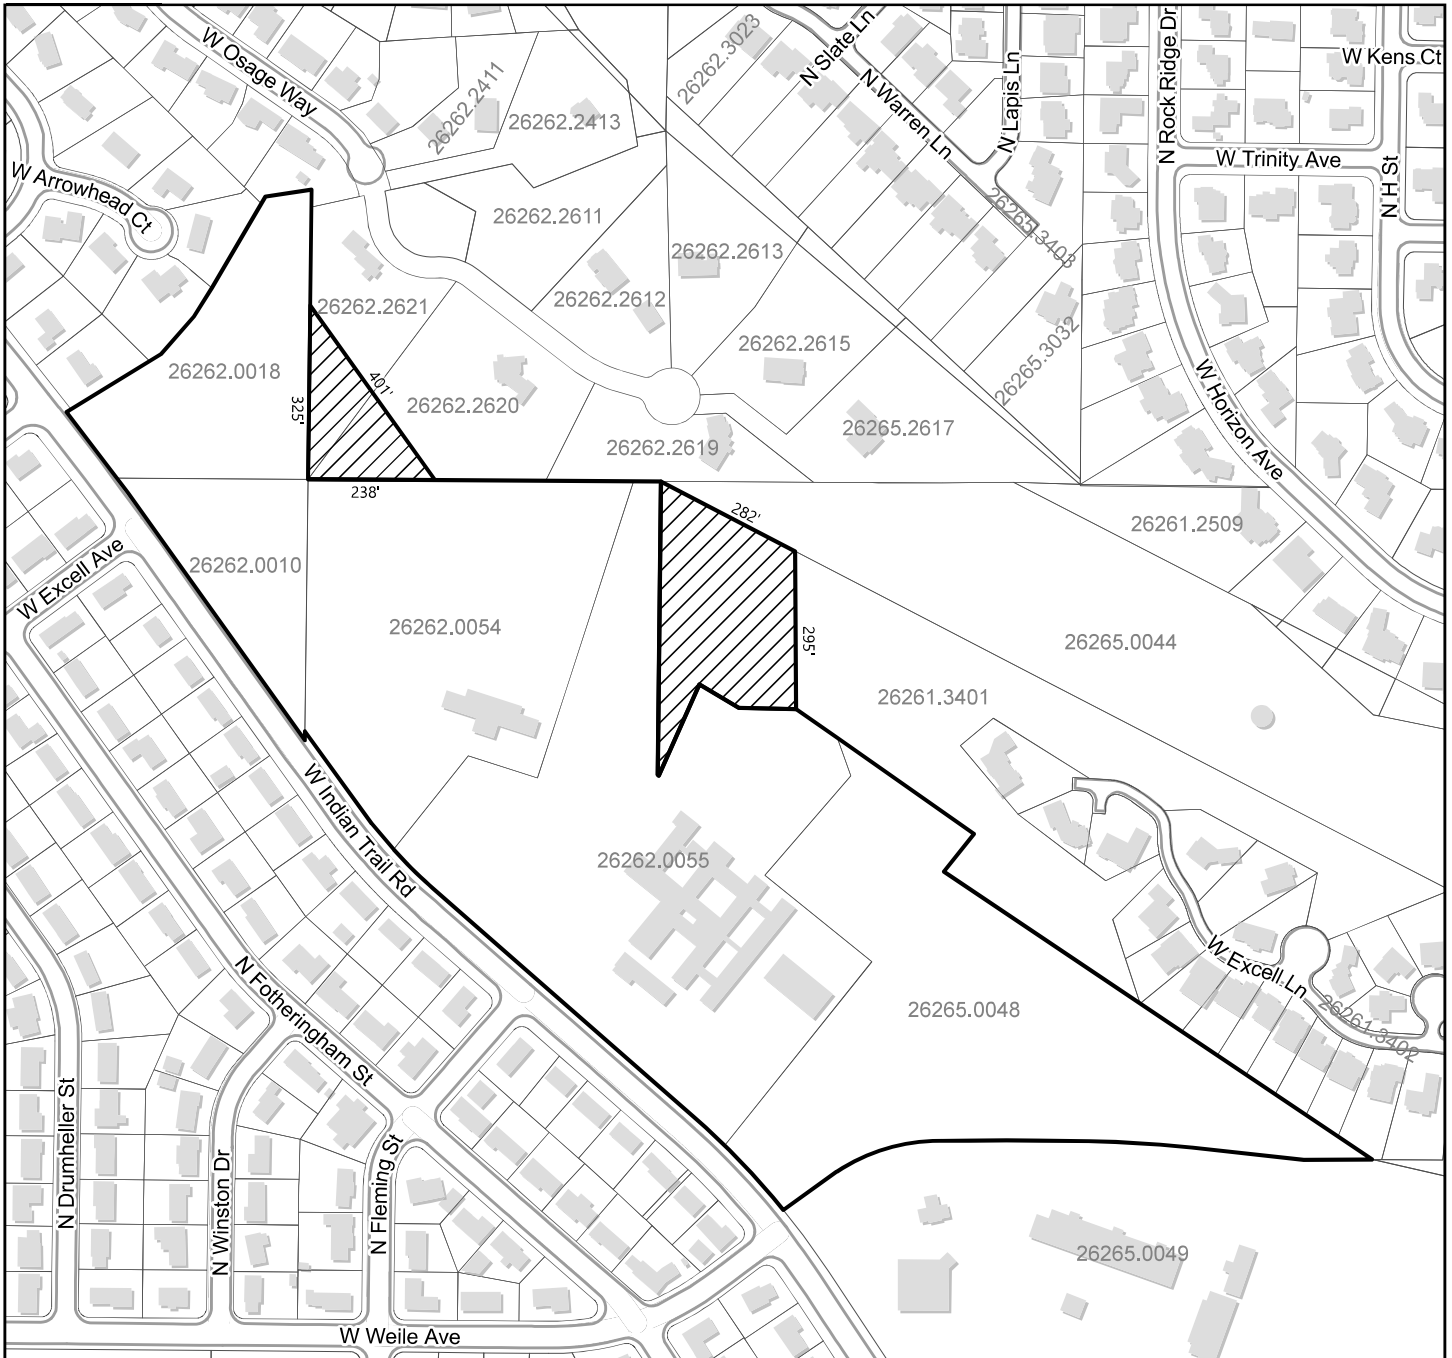 W Osage Way
26262.2411
26262.2413
26262.3023
N Slate Ln
N Warren Ln
N Lapis Ln
N Rock Ridge Dr
W Kens Ct
W Trinity Ave
N H St
W Arrowhead Ct
26262.2611
26265.3403
26262.2613
26262.2612
26262.2621
26262.2615
26265.3032
26262.0018
401'
325'
26262.2620
26262.2619
26265.2617
W Horizon Ave
238'
282'
26261.2509
W Excell Ave
26262.0010
26262.0054
295'
26265.0044
26261.3401
W Indian Trail Rd
26262.0055
N Fotheringham St
W Excell Ln
26265.0048
26261.3402
N Drumheller St
N Winston Dr
N Fleming St
26265.0049
W Weile Ave